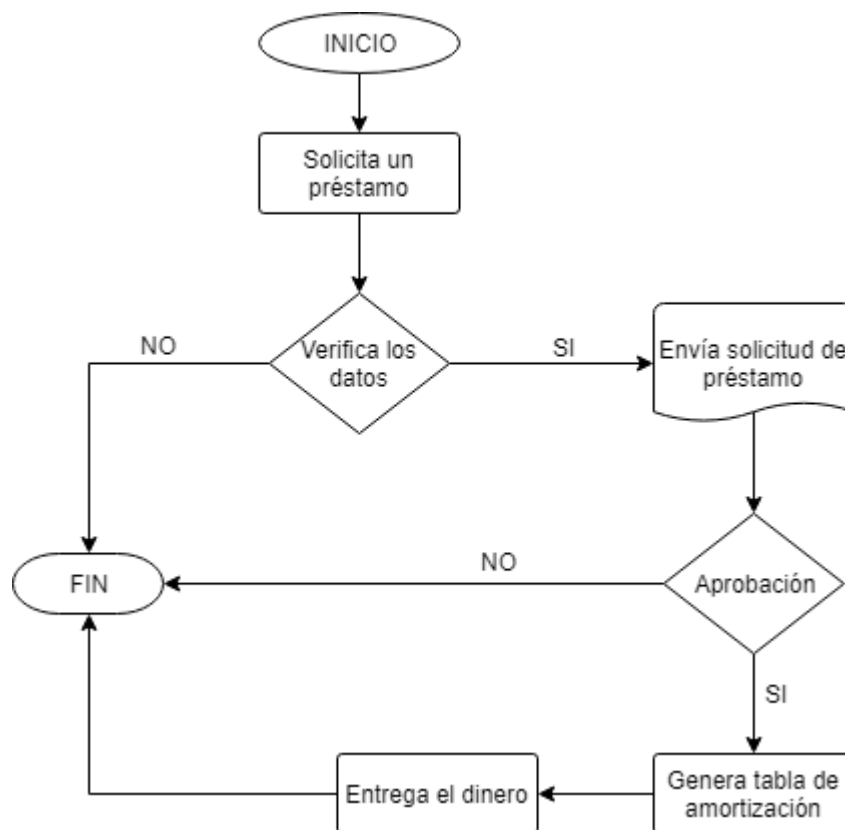 INICIO
Solicita un
préstamo
Verifica los
datos
NO
SI
Envía solicitud de
préstamo
Aprobación
NO
FIN
SI
Genera tabla de
amortización
Entrega el dinero